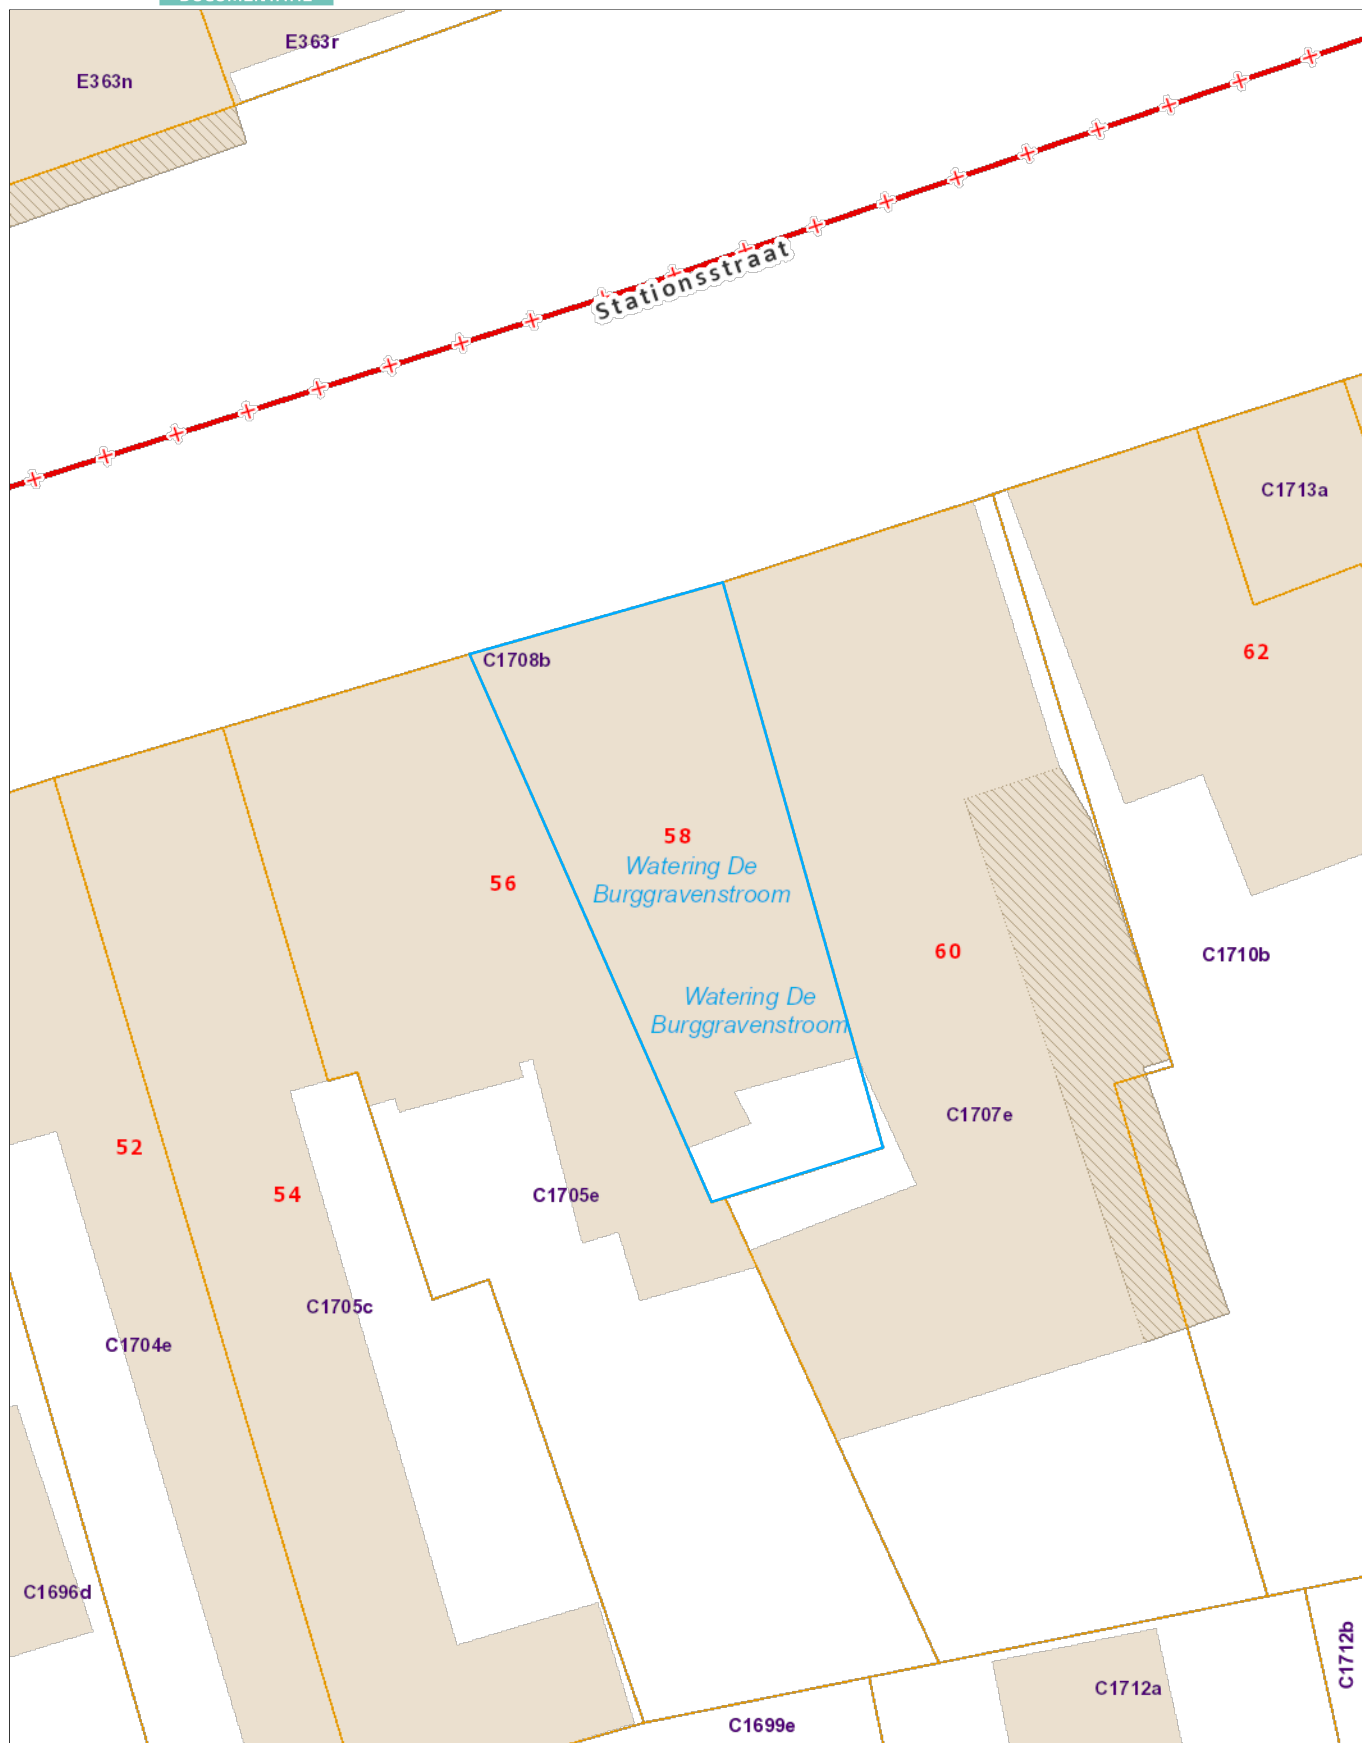 E363r
E363n
Stationsstraat
C1713a
62
C1708b
58
Watering De
Burggravenstroom
56
60
C1710b
Watering De
Burggravenstroom
C1707e
52
54
C1705e
C1705c
C1704e
C1696d
C1712b
C1712a
C1699e